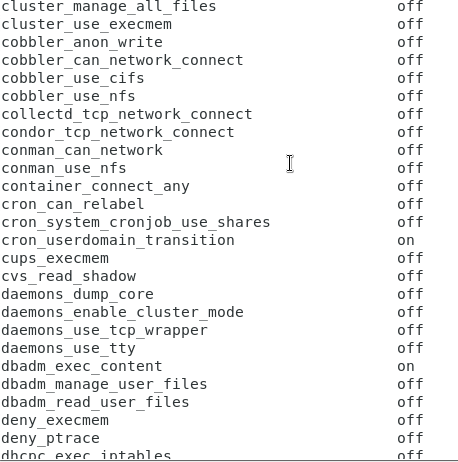 cluster_manage_all_files off
cluster_use_execmem off
cobbler_anon_write off
cobbler_can_network_connect off
cobbler_use_cifs off
cobbler_use_nfs off
collectd_tcp_network_connect off
condor_tcp_network_connect off
conman_can_network off
conman_use_nfs off
container_connect_any off
cron_can_relabel off
cron_system_cronjob_use_shares off
cron_userdomain_transition on
cups_execmem off
cvs_read_shadow off
daemons_dump_core off
daemons_enable_cluster_mode off
daemons_use_tcp_wrapper off
daemons_use_tty off
dbadm_exec_content on
dbadm_manage_user_files off
dbadm_read_user_files off
deny_execmem off
deny_ptrace off
dhcpc_exec_iptables off